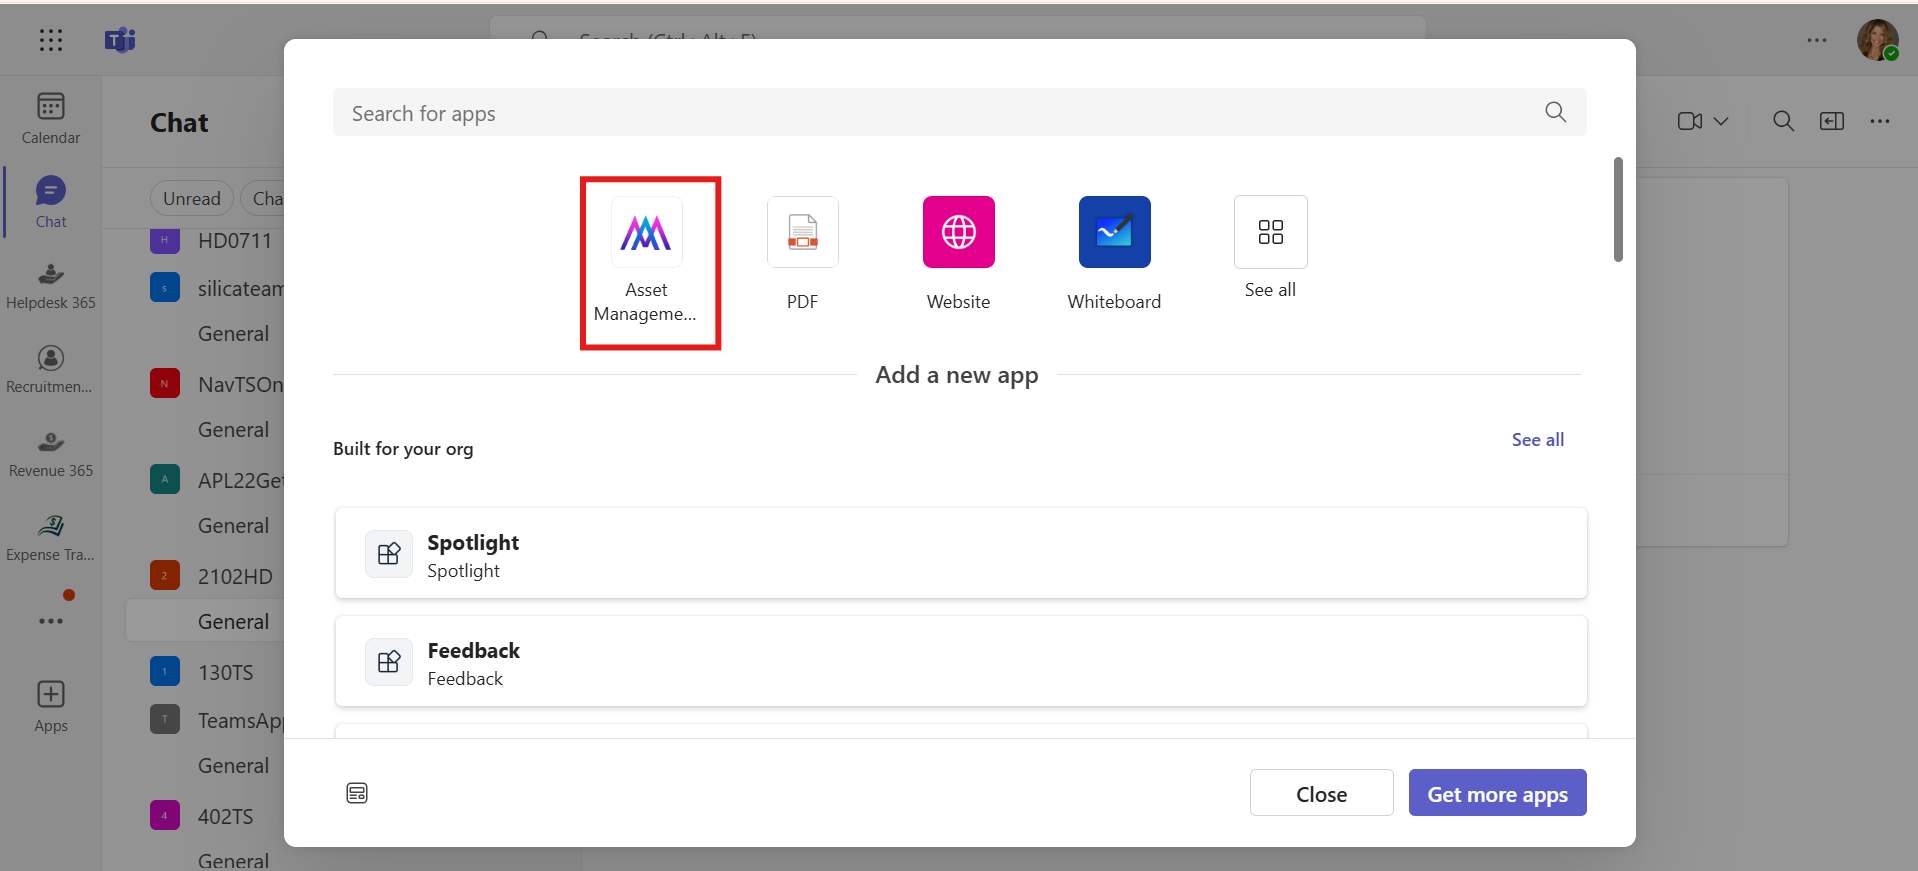 Search (Ctrl+Alt+E)
Calendar
Chat
Helpdesk 365
Recruitmen...
Revenue 365
Expense Tra...
Apps
Chat
Unread
Cha
H
HD0711
s
silicateam
General
N
NavTSOn
General
A
APL22Get
General
2
2102HD
General
1
130TS
T
TeamsApp
General
4
402TS
General
Search for apps
Asset
Manageme...
PDF
Website
Whiteboard
See all
Add a new app
Built for your org
See all
Spotlight
Spotlight
Feedback
Feedback
Close
Get more apps